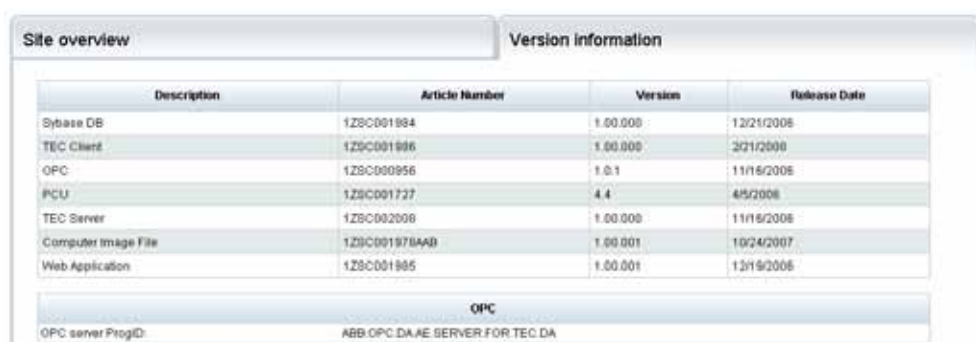 Site overview Version information
Description Article Number Version Release Date
Sybase DB 1ZSC001984 1.00.000 12/21/2006
TEC Client 1ZSC001986 1.00.000 2/21/2000
OPC 1ZSC000956 1.0.1 11/16/2006
PCU 1ZSC001727 4.4 4/5/2006
TEC Server 1ZSC002008 1.00.000 11/16/2006
Computer Image File 1ZSC001978AAB 1.00.001 10/24/2007
Web Application 1ZSC001985 1.00.001 12/19/2006
OPC
OPC server ProgID: ABB.OPC.DA.AE.SERVER.FOR.TEC.DA